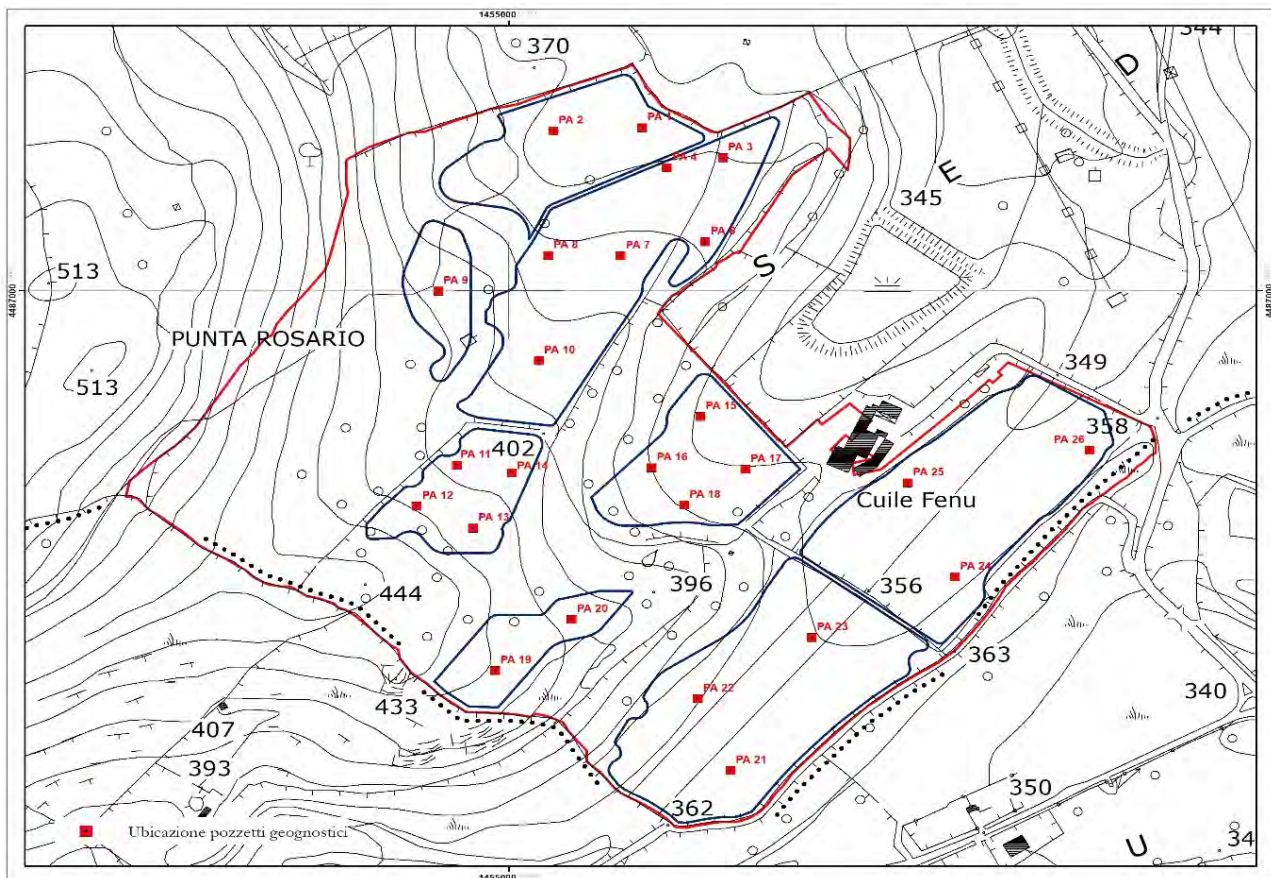 1455000
370
344
D
PA 2
PA 1
PA 3
PA 4
E
345
PA 6
PA 8
PA 7
S
513
PA 9
4487000
4487000
PUNTA ROSARIO
PA 10
349
513
PA 15
358
402
PA 11
PA 14
PA 16
PA 17
PA 26
PA 25
PA 12
PA 18
Cuile Fenu
PA 13
PA 24
444
396
356
PA 20
PA 23
363
PA 19
433
PA 22
340
407
393
PA 21
350
362
Ubicazione pozzetti geognostici
34
U
1455000